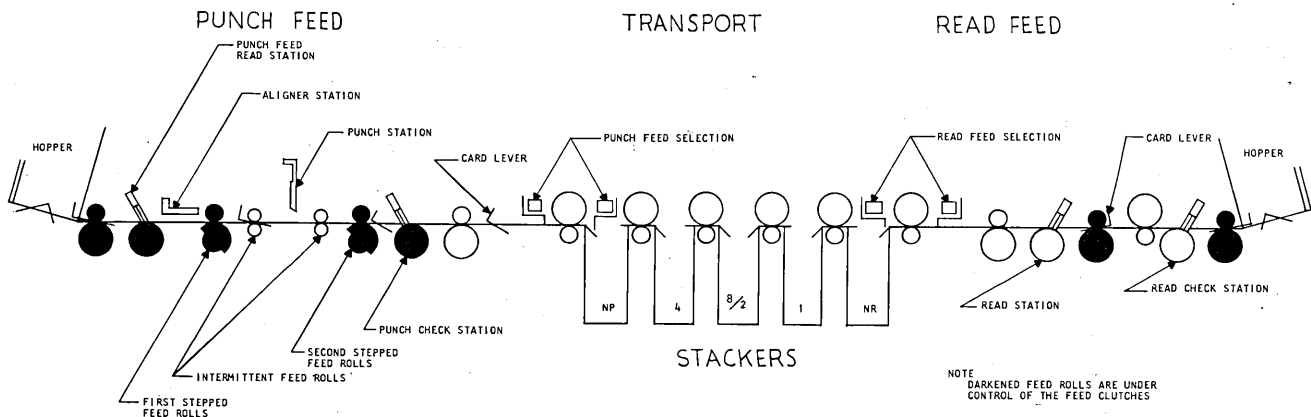 PUNCH FEED
TRANSPORT
READ FEED
PUNCH FEED
READ STATION
ALIGNER STATION
PUNCH STATION
CARD LEVER
PUNCH FEED SELECTION
READ FEED SELECTION
CARD LEVER
HOPPER
HOPPER
NP
4
8/2
1
NR
READ STATION
READ CHECK STATION
PUNCH CHECK STATION
SECOND STEPPED
FEED ROLLS
INTERMITTENT FEED ROLLS
FIRST STEPPED
FEED ROLLS
STACKERS
NOTE
DARKENED FEED ROLLS ARE UNDER
CONTROL OF THE FEED CLUTCHES